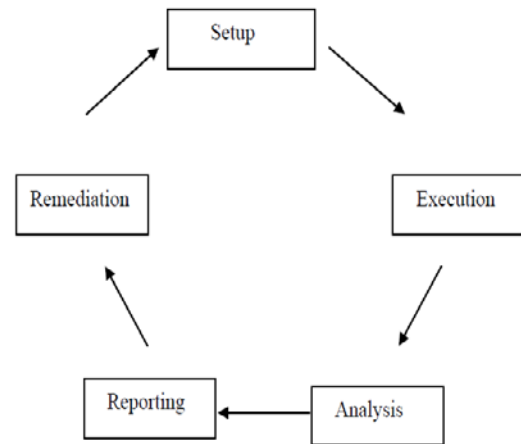 Setup
Remediation
Execution
Reporting
Analysis